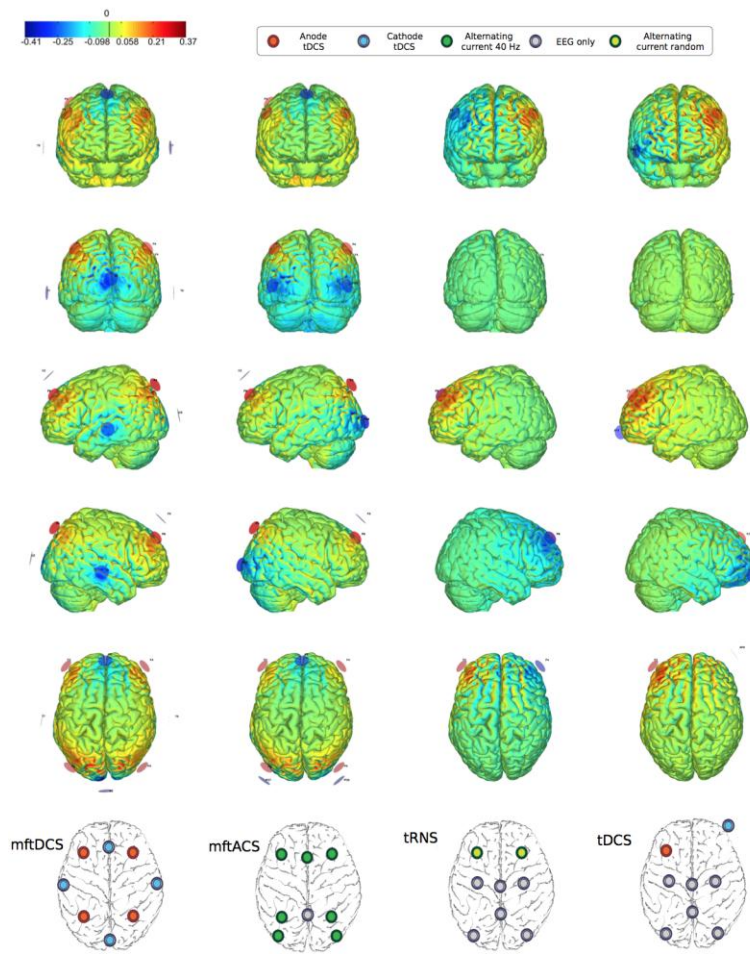 0
-0.41 -0.25 -0.098 0.058 0.21 0.37
Anode
tDCS
Cathode
tDCS
Alternating
current 40 Hz
EEG only
Alternating
current random
mftDCS
mftACS
tRNS
tDCS